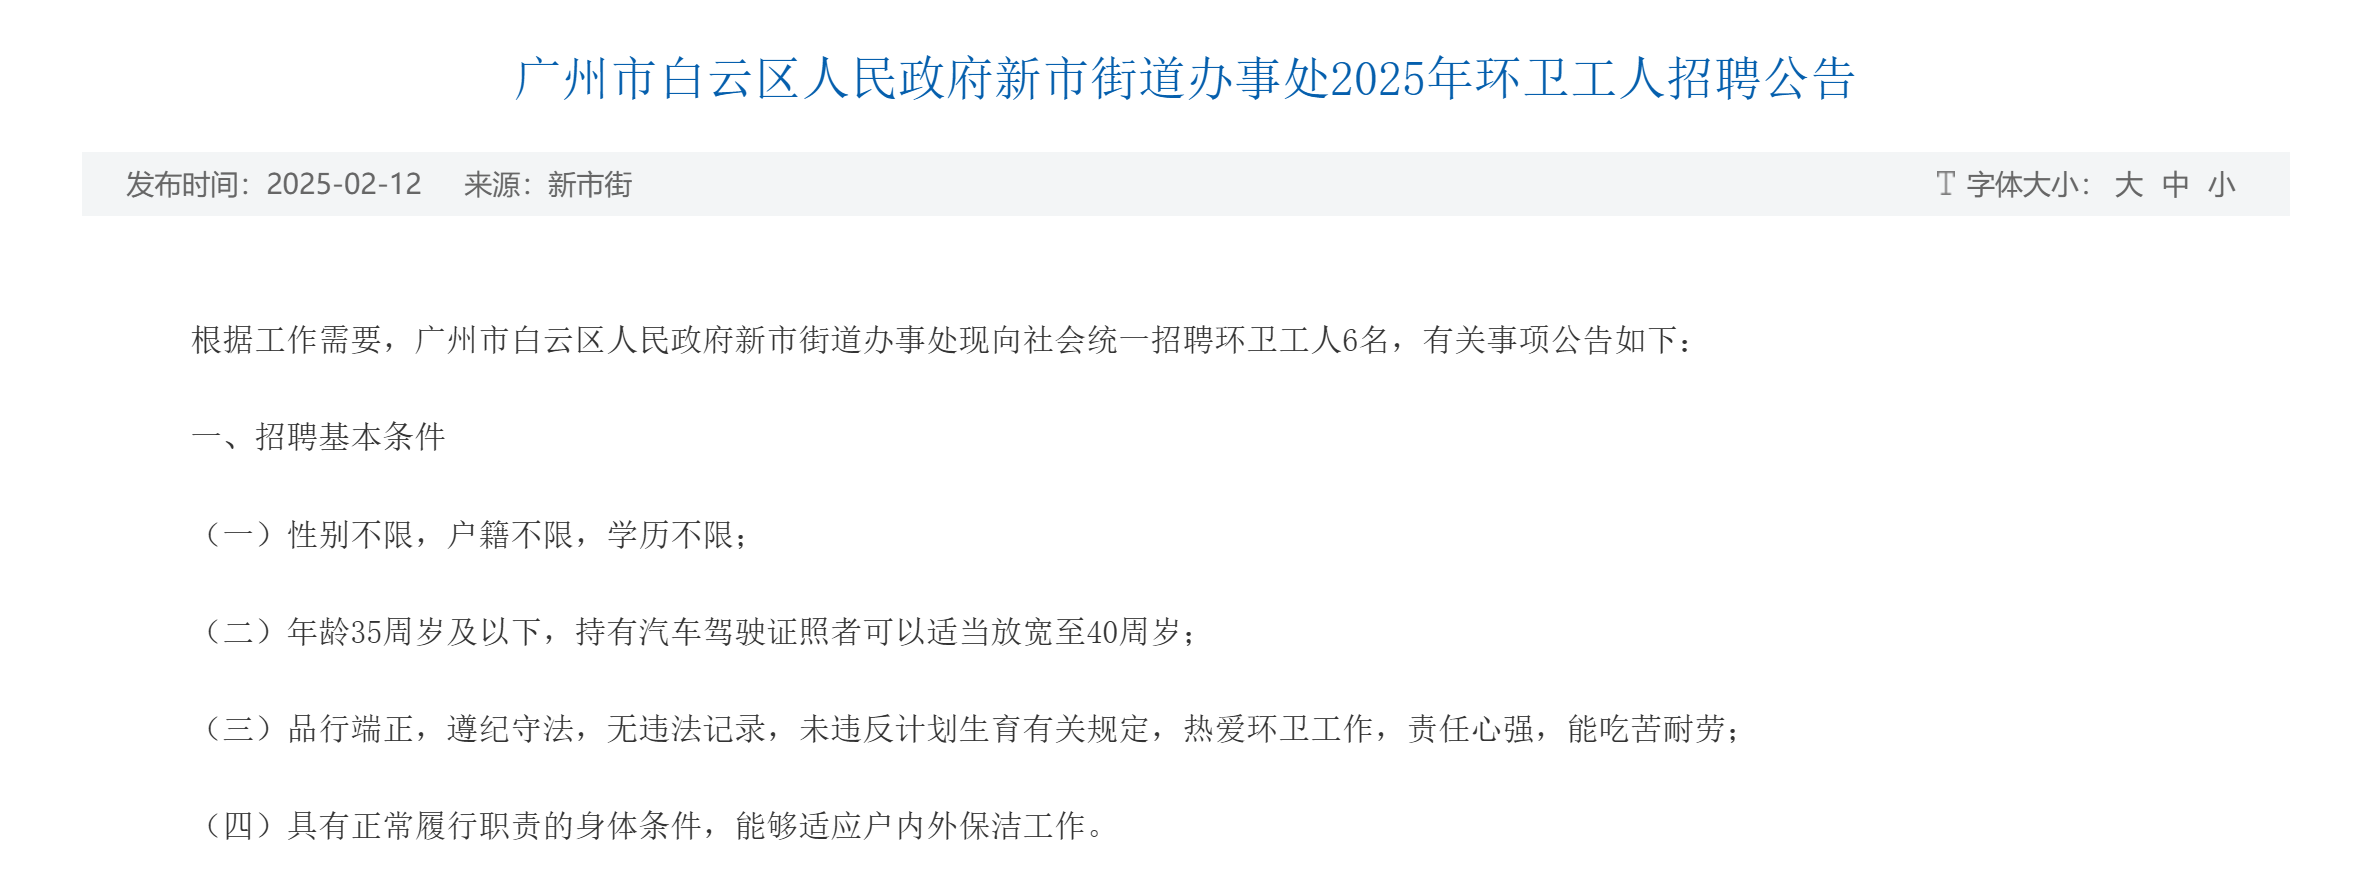 广州市白云区人民政府新市街道办事处2025年环卫工人招聘公告
发布时间：2025-02-12 来源：新市街 T 字体大小： 大 中 小
根据工作需要，广州市白云区人民政府新市街道办事处现向社会统一招聘环卫工人6名，有关事项公告如下：
一、招聘基本条件
（一）性别不限，户籍不限，学历不限；
（二）年龄35周岁及以下，持有汽车驾驶证照者可以适当放宽至40周岁；
（三）品行端正，遵纪守法，无违法记录，未违反计划生育有关规定，热爱环卫工作，责任心强，能吃苦耐劳；
（四）具有正常履行职责的身体条件，能够适应户内外保洁工作。